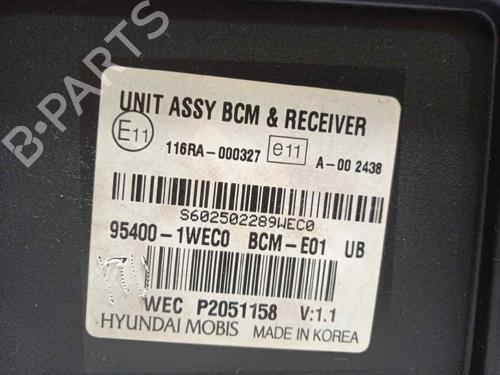 B-PARTS
UNIT ASSY BCM & RECEIVER
E11 116RA-000327 e11 A-00 2438
S602502289WEC0
95400-1WEC0 BCM-E01 UB
WEC P2051158 V:1.1
HYUNDAI MOBIS MADE IN KOREA